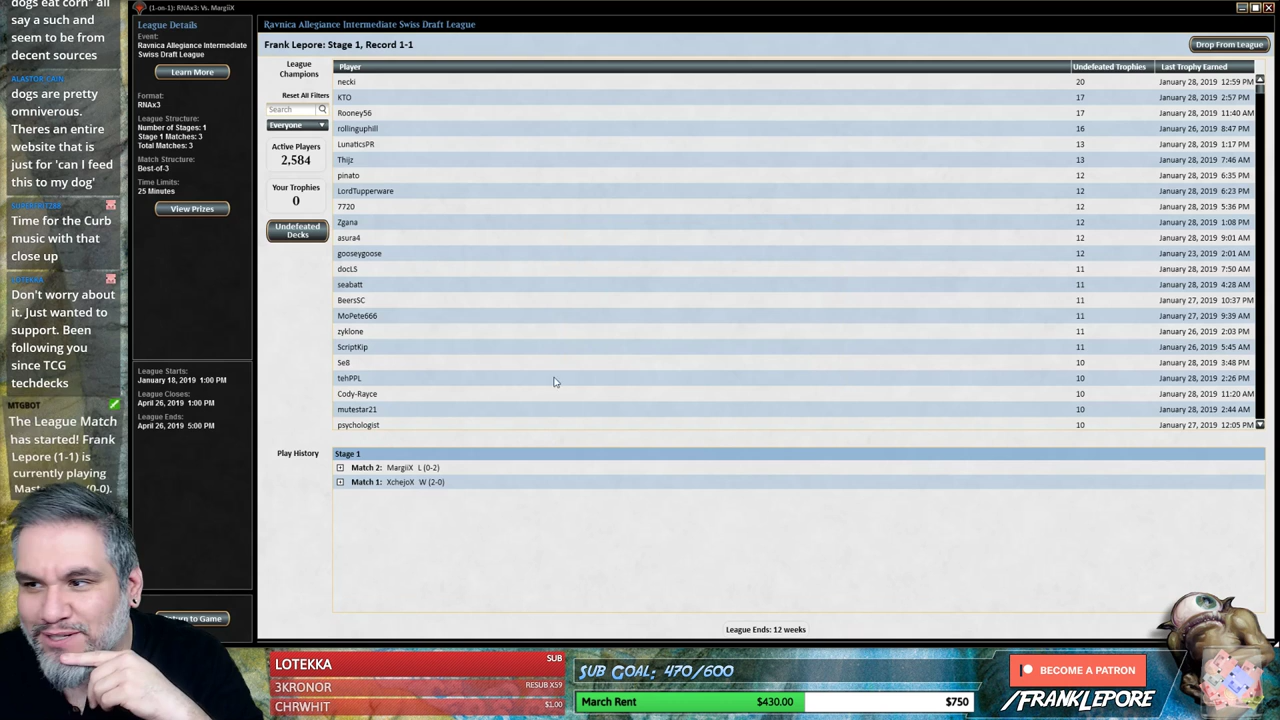 dogs eat corn" all
say a such and
seem to be from
decent sources
ALASTOR CAIN
dogs are pretty
omniverous.
Theres an entire
website that is
just for 'can I feed
this to my dog'
Time for the Curb
music with that
close up
Don't worry about
it. Just wanted to
support. Been
following you
since TCG
techdecks
MTGBOT
The League Match
has started! Frank
Lepore (1-1) is
currently playing
(0-0).
(1-on-1): RNAx3: Vs. MargiiX
League Details
Event:
Ravnica Allegiance Intermediate
Swiss Draft League
Learn More
Format:
RNAx3
League Structure:
Number of Stages: 1
Stage 1 Matches: 3
Total Matches: 3
Match Structure:
Best-of-3
Time Limits:
25 Minutes
View Prizes
League Starts:
January 18, 2019 1:00 PM
League Closes:
April 26, 2019 1:00 PM
League Ends:
April 26, 2019 5:00 PM
Return to Game
Ravnica Allegiance Intermediate Swiss Draft League
Frank Lepore: Stage 1, Record 1-1
Drop From League
League
Champions
Reset All Filters
Search
Everyone
Active Players
2,584
Your Trophies
0
Undefeated
Decks
Player Undefeated Trophies Last Trophy Earned
necki 20 January 28, 2019 12:59 PM
KTO 17 January 28, 2019 2:57 PM
Rooney56 17 January 28, 2019 11:40 AM
rollinguphill 16 January 26, 2019 8:47 PM
LunaticsPR 13 January 28, 2019 1:17 PM
Thijz 13 January 28, 2019 7:46 AM
pinato 12 January 28, 2019 6:35 PM
LordTupperware 12 January 28, 2019 6:23 PM
7720 12 January 28, 2019 5:36 PM
Zgana 12 January 28, 2019 1:08 PM
asura4 12 January 28, 2019 9:01 AM
gooseygoose 12 January 23, 2019 2:01 AM
docLS 11 January 28, 2019 7:50 AM
seabatt 11 January 28, 2019 4:28 AM
BeersSC 11 January 27, 2019 10:37 PM
MoPete666 11 January 27, 2019 9:39 AM
zyklone 11 January 26, 2019 2:03 PM
ScriptKip 11 January 26, 2019 5:45 AM
Se8 10 January 28, 2019 3:48 PM
tehPPL 10 January 28, 2019 2:26 PM
Cody-Rayce 10 January 28, 2019 11:20 AM
mutestar21 10 January 28, 2019 2:44 AM
psychologist 10 January 27, 2019 12:05 PM
Play History
Stage 1
Match 2: MargiiX L (0-2)
Match 1: XchejoX W (2-0)
League Ends: 12 weeks
LOTEKKA SUB
3KRONOR RESUB X59
CHRWHIT $1.00
SUB GOAL: 470/600
March Rent $430.00 $750
BECOME A PATRON
/FRANKLEPORE